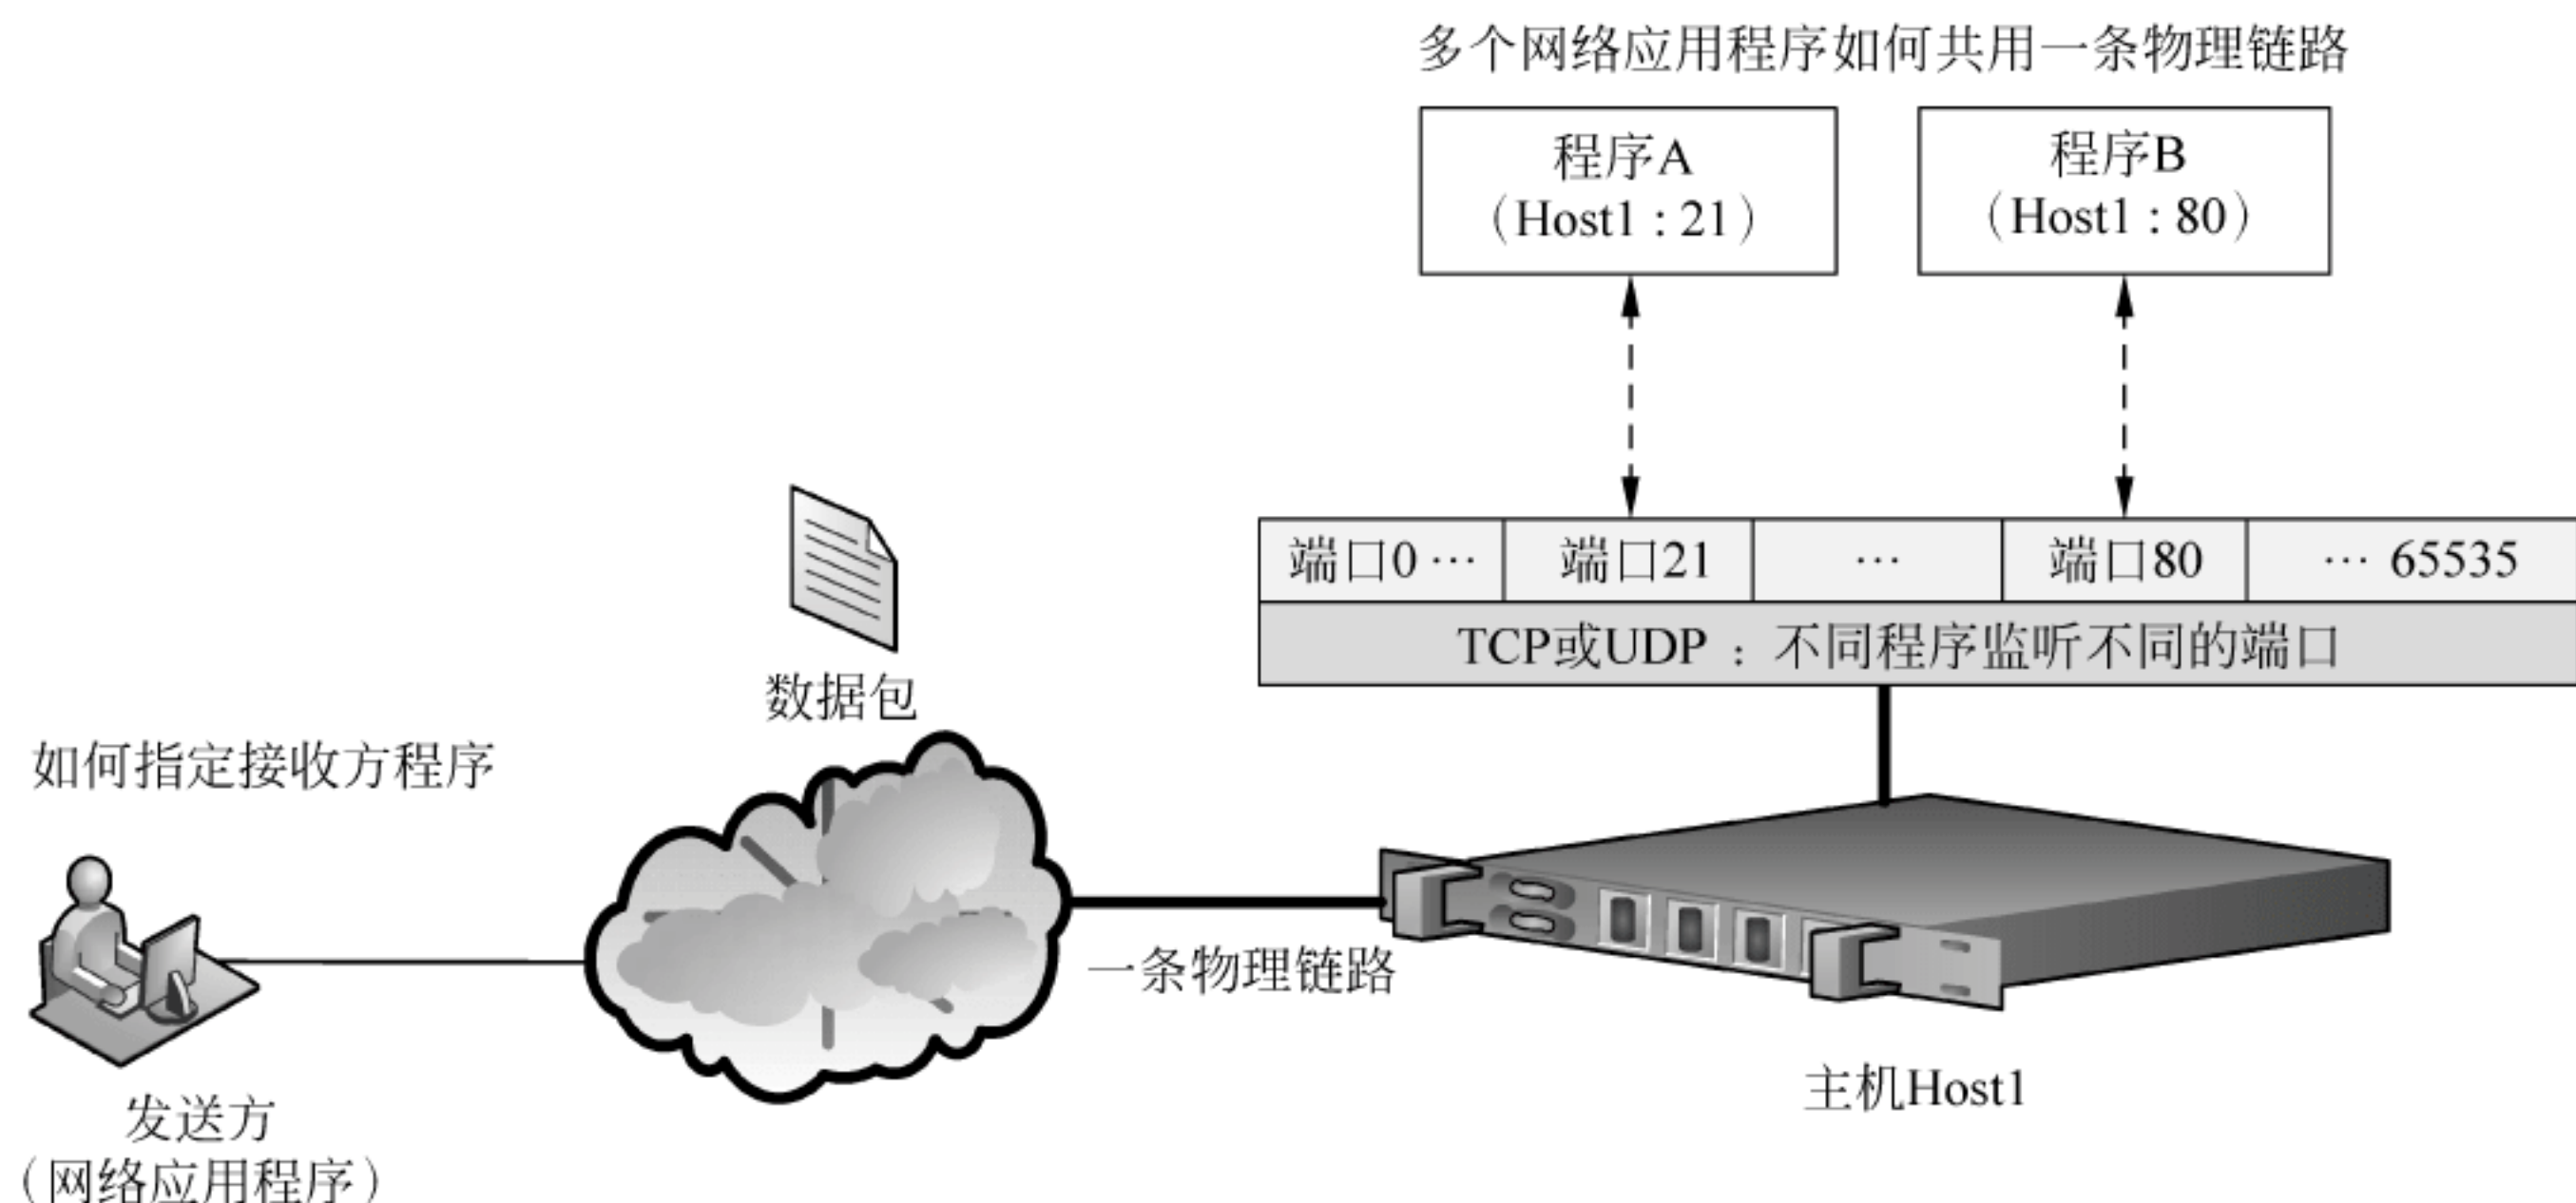 多个网络应用程序如何共用一条物理链路
程序A
（Host1：21）
程序B
（Host1：80）
端口0 …
端口21
…
端口80
… 65535
TCP或UDP ：不同程序监听不同的端口
数据包
如何指定接收方程序
一条物理链路
发送方
（网络应用程序）
主机Host1